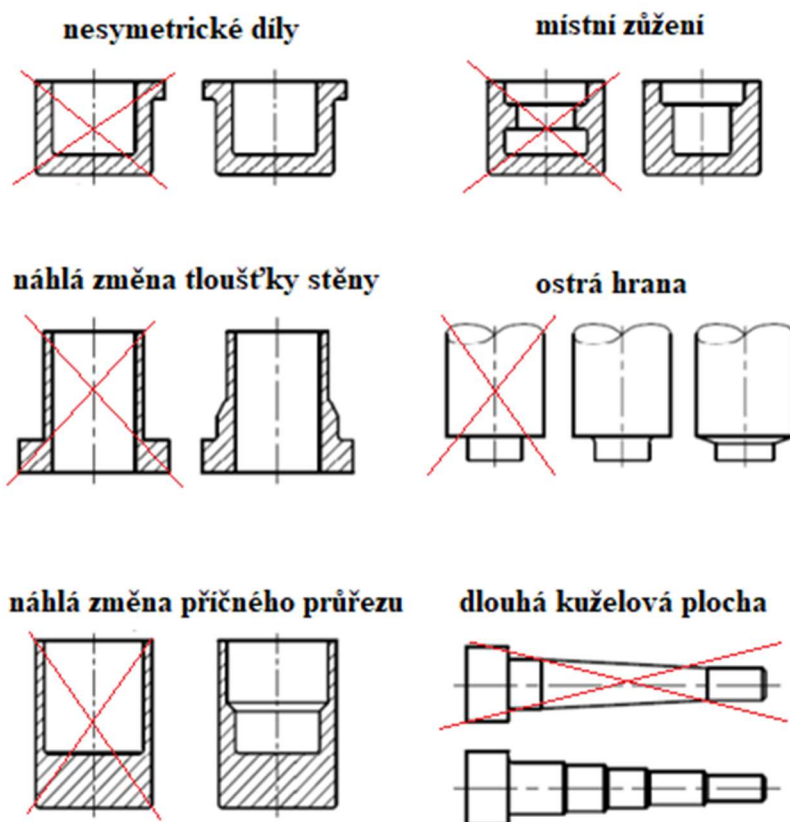 nesymetrické díly
místní zúžení
náhlá změna tloušťky stěny
ostrá hrana
náhlá změna příčného průřezu
dlouhá kuželová plocha